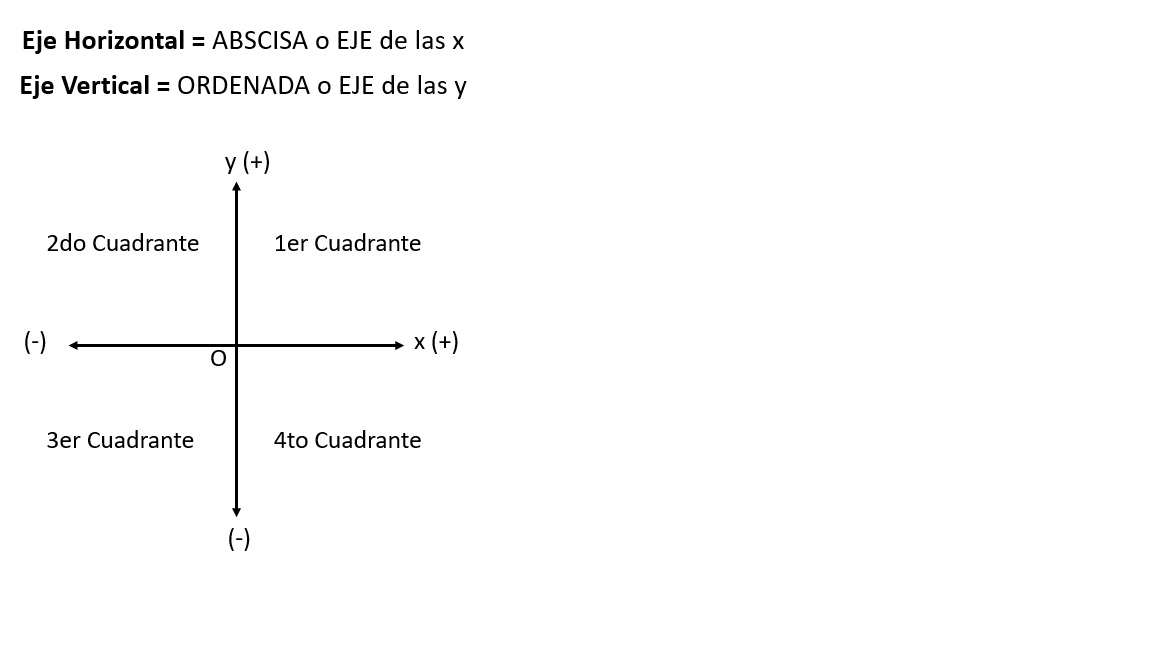 Eje Horizontal = ABSCISA o EJE de las x
Eje Vertical = ORDENADA o EJE de las y
y (+)
2do Cuadrante
1er Cuadrante
(-)
x (+)
O
3er Cuadrante
4to Cuadrante
(-)